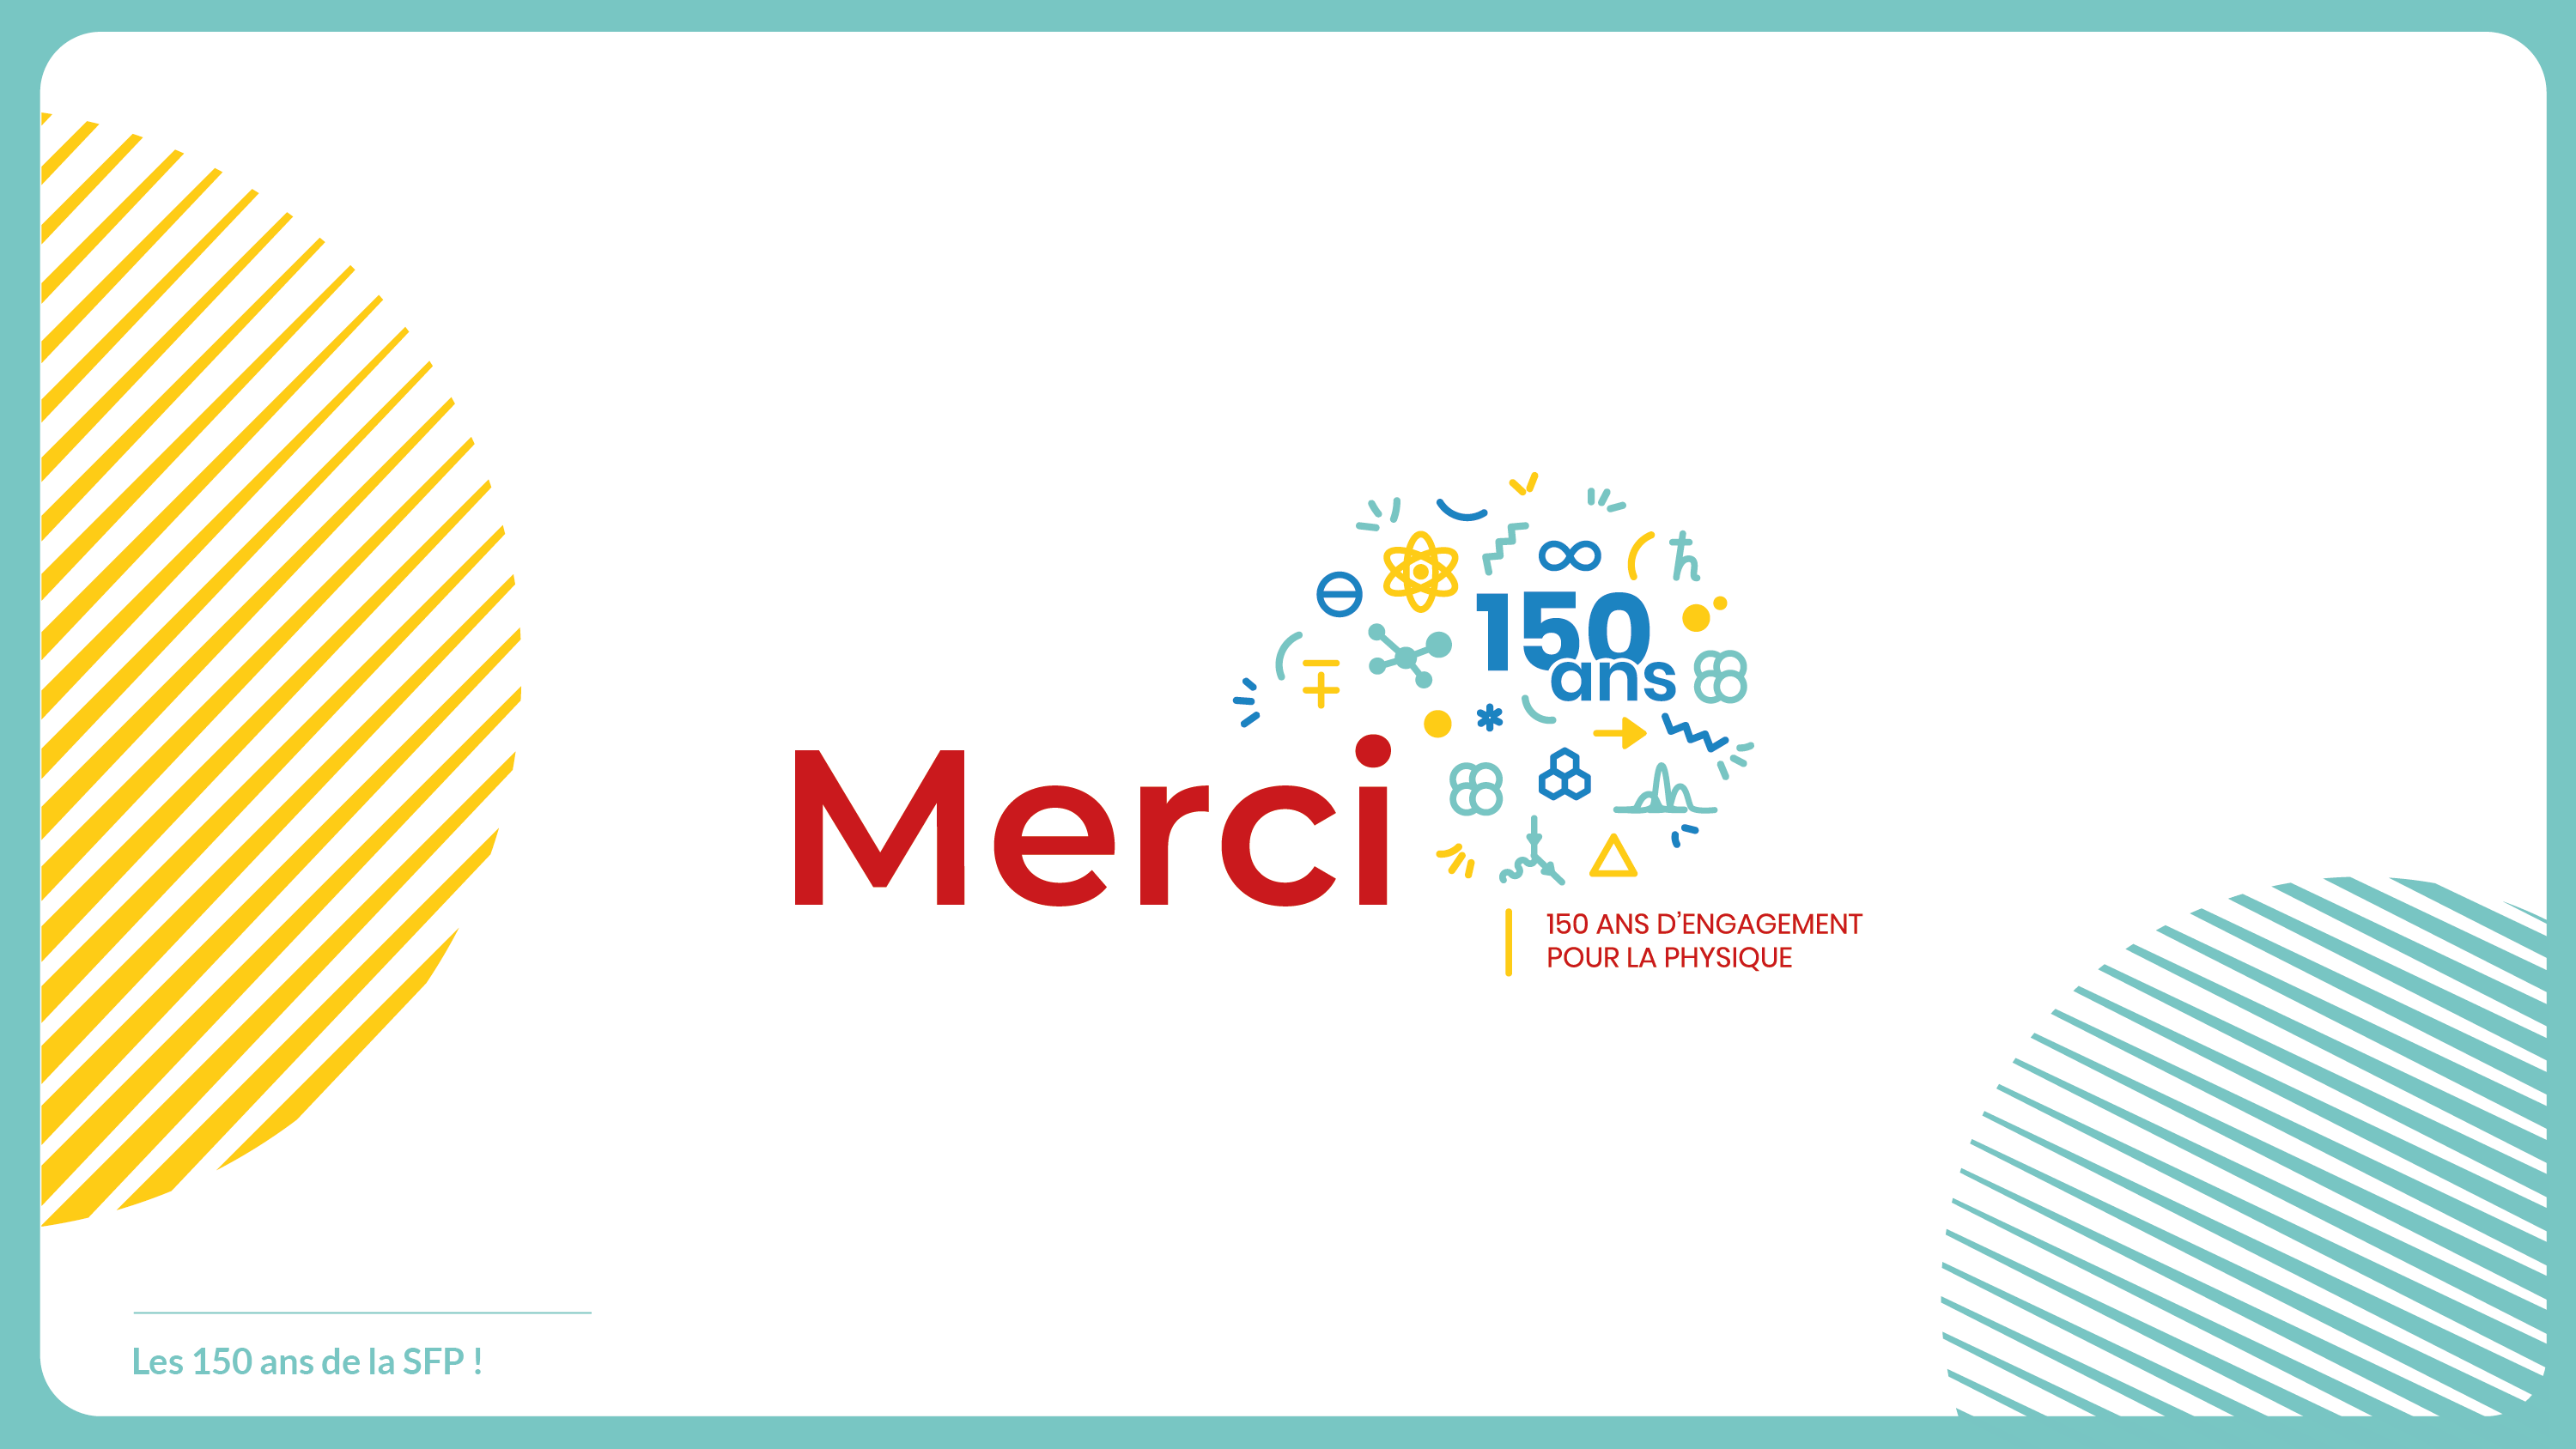 ħ
150
ans
Merci
150 ANS D'ENGAGEMENT
POUR LA PHYSIQUE
Les 150 ans de la SFP !